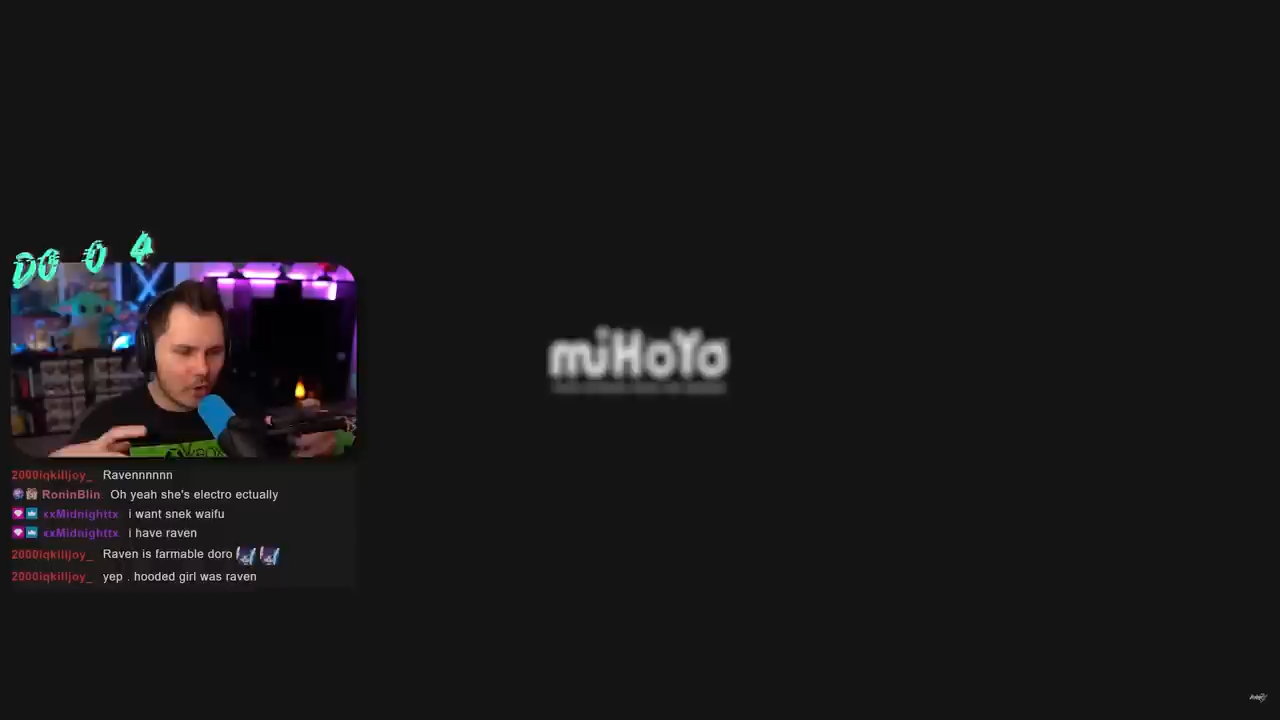 DO 0 4
miHoYo
XBOX
2000iqkilljoy_ Ravennnnnn
RoninBlin: Oh yeah she's electro ectually
xxMidnighttx: i want snek waifu
xxMidnighttx: i have raven
2000iqkilljoy_ Raven is farmable doro
2000iqkilljoy_ yep . hooded girl was raven